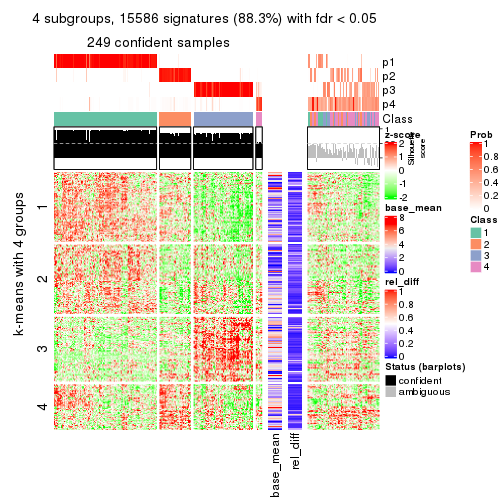 4 subgroups, 15586 signatures (88.3%) with fdr < 0.05
249 confident samples
p1
p2
p3
p4
Class
1
Silhouette
score
k-means with 4 groups
1
2
3
4
base_mean
rel_diff
z-score
2
1
0
-1
-2
base_mean
8
6
4
2
0
rel_diff
1
0.8
0.6
0.4
0.2
0
Status (barplots)
confident
ambiguous
Prob
1
0.8
0.6
0.4
0.2
0
Class
1
2
3
4